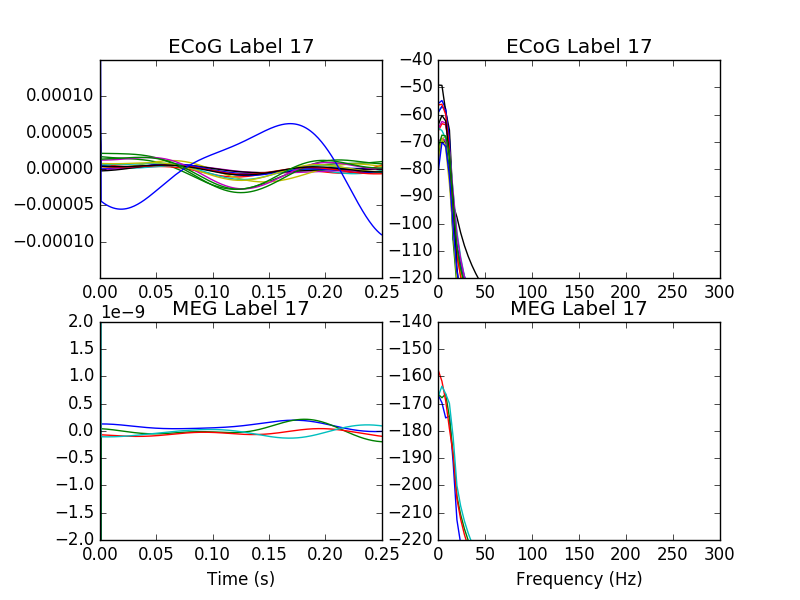 ECoG Label 17
0.00010
0.00005
0.00000
−0.00005
−0.00010
0.00 0.05 0.10 0.15 0.20 0.25
ECoG Label 17
−40
−50
−60
−70
−80
−90
−100
−110
−120
0 50 100 150 200 250 300
MEG Label 17
1e−9
2.0
1.5
1.0
0.5
0.0
−0.5
−1.0
−1.5
−2.0
0.00 0.05 0.10 0.15 0.20 0.25
Time (s)
MEG Label 17
−140
−150
−160
−170
−180
−190
−200
−210
−220
0 50 100 150 200 250 300
Frequency (Hz)